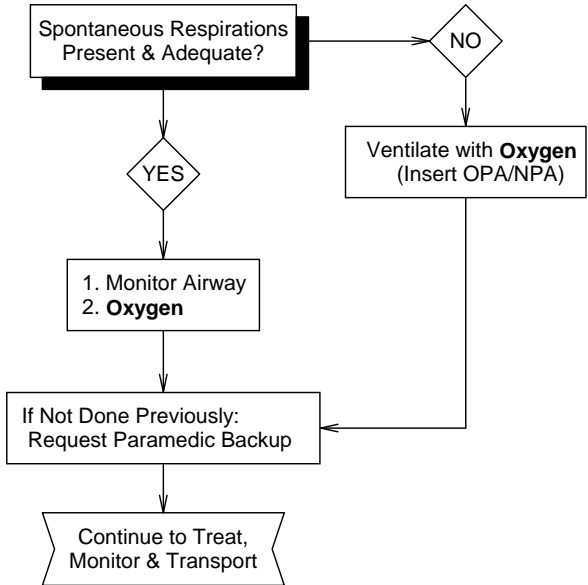 Spontaneous Respirations
Present & Adequate?
NO
YES
Ventilate with Oxygen
(Insert OPA/NPA)
1. Monitor Airway
2. Oxygen
If Not Done Previously:
Request Paramedic Backup
Continue to Treat,
Monitor & Transport